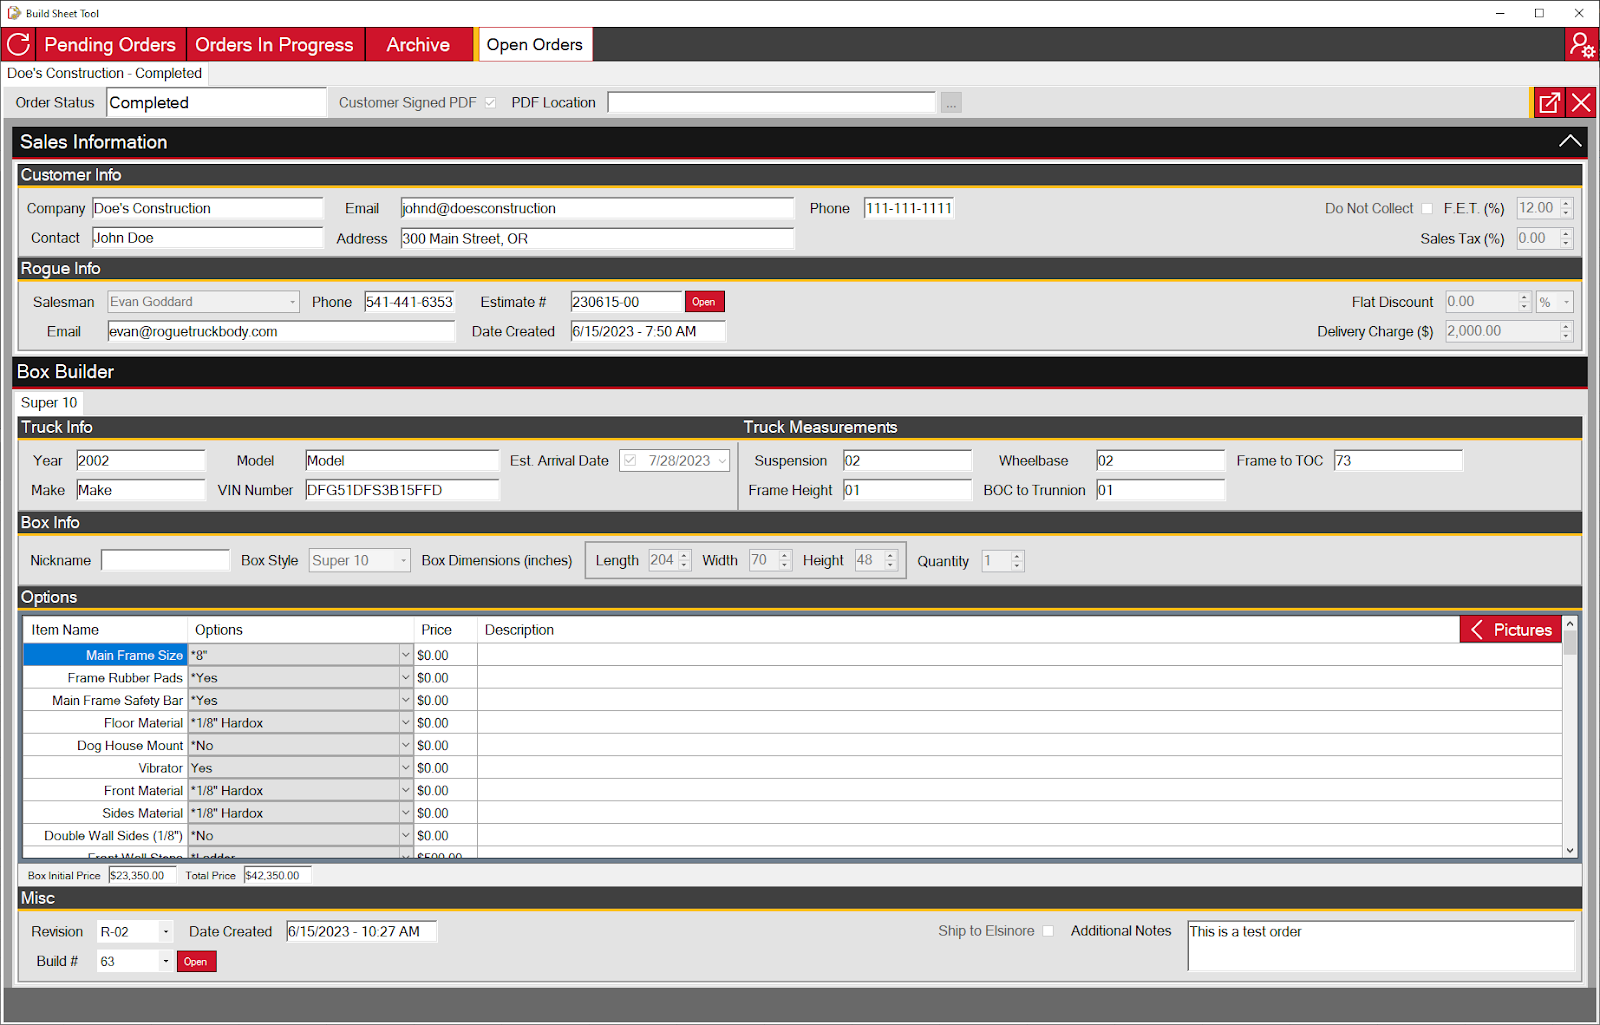 Build Sheet Tool
Pending Orders Orders In Progress Archive Open Orders
Doe's Construction - Completed
Order Status Completed Customer Signed PDF PDF Location ...
Sales Information
Customer Info
Company Doe's Construction Email johnd@doesconstruction Phone 111-111-1111 Do Not Collect F.E.T. (%) 12.00
Contact John Doe Address 300 Main Street, OR Sales Tax (%) 0.00
Rogue Info
Salesman Evan Goddard Phone 541-441-6353 Estimate # 230615-00 Open Flat Discount 0.00 %
Email evan@roguetruckbody.com Date Created 6/15/2023 - 7:50 AM Delivery Charge ($) 2,000.00
Box Builder
Super 10
Truck Info Truck Measurements
Year 2002 Model Model Est. Arrival Date 7/28/2023 Suspension 02 Wheelbase 02 Frame to TOC 73
Make Make VIN Number DFG51DFS3B15FFD Frame Height 01 BOC to Trunnion 01
Box Info
Nickname Box Style Super 10 Box Dimensions (inches) Length 204 Width 70 Height 48 Quantity 1
Options
Item Name Options Price Description Pictures
Main Frame Size *8" $0.00
Frame Rubber Pads *Yes $0.00
Main Frame Safety Bar *Yes $0.00
Floor Material *1/8" Hardox $0.00
Dog House Mount *No $0.00
Vibrator Yes $0.00
Front Material *1/8" Hardox $0.00
Sides Material *1/8" Hardox $0.00
Double Wall Sides (1/8") *No $0.00
Front Wall Steps *Ladder $500.00
Box Initial Price $23,350.00 Total Price $42,350.00
Misc
Revision R-02 Date Created 6/15/2023 - 10:27 AM Ship to Elsinore Additional Notes This is a test order
Build # 63 Open